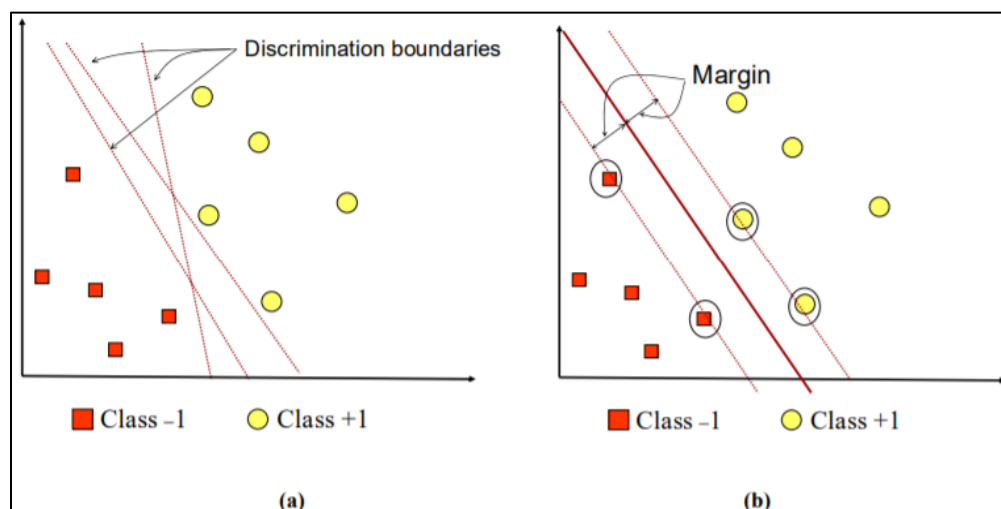 Discrimination boundaries
Class −1
Class +1
(a)
Margin
Class −1
Class +1
(b)